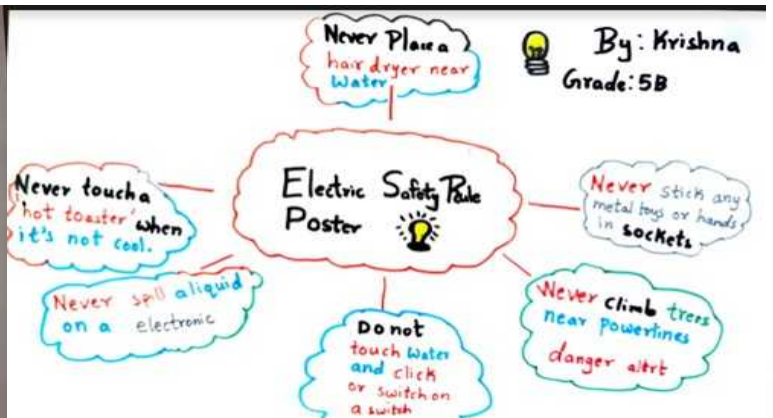 Never Place a
hair dryer near
Water
By: Krishna
Grade: 5B
Electric Safety Rule
Poster
Never touch a
'hot toaster' when
it's not cool.
Never stick any
metal toys or hands
in sockets
Never spill a liquid
on a electronic
Never climb trees
near Powerlines
danger altrt
Do not
touch Water
and click
or switch on
a switch